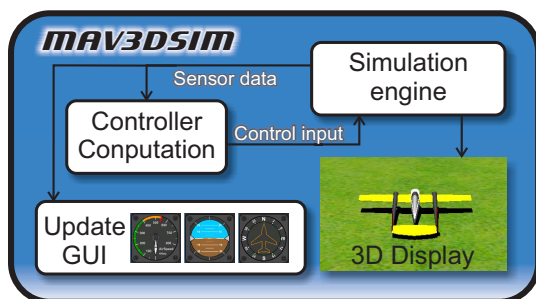 MAV3DSIM
Simulation
engine
Sensor data
Controller
Conputation
Control input
Update
GUI
3D Display